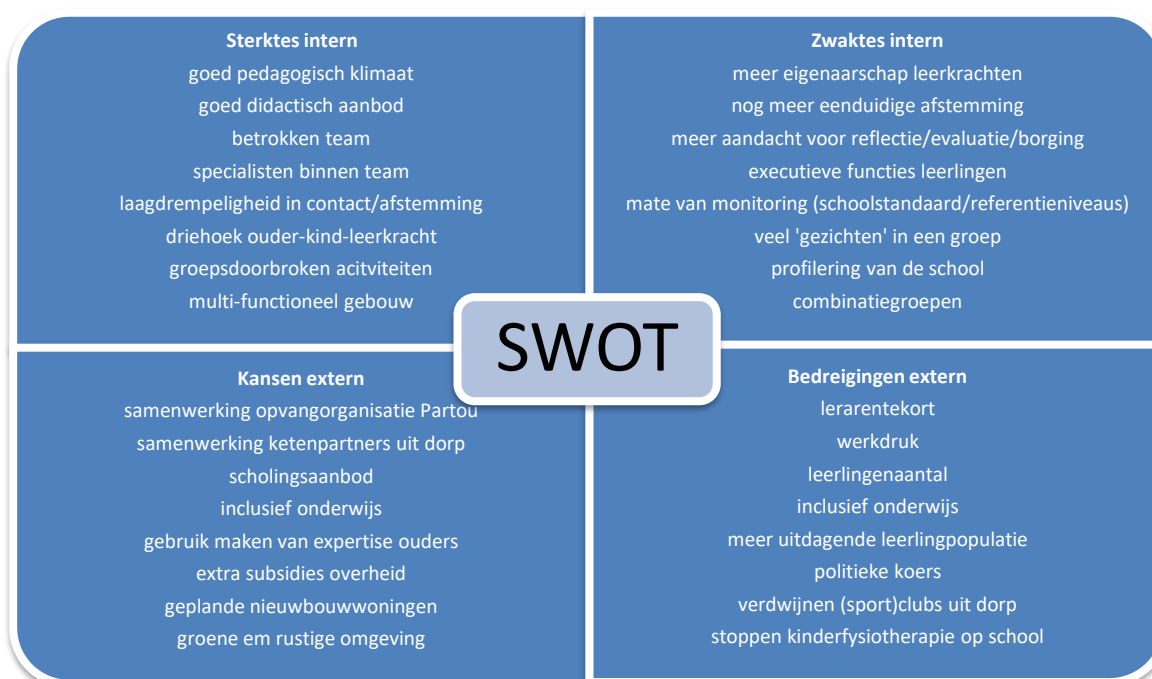 Sterktes intern
goed pedagogisch klimaat
goed didactisch aanbod
betrokken team
specialisten binnen team
laagdrempeligheid in contact/afstemming
driehoek ouder-kind-leerkracht
groepsdoorbroken acitviteiten
multi-functioneel gebouw
Zwaktes intern
meer eigenaarschap leerkrachten
nog meer eenduidige afstemming
meer aandacht voor reflectie/evaluatie/borging
executieve functies leerlingen
mate van monitoring (schoolstandaard/referentieniveaus)
veel 'gezichten' in een groep
profilering van de school
combinatiegroepen
SWOT
Kansen extern
samenwerking opvangorganisatie Partou
samenwerking ketenpartners uit dorp
scholingsaanbod
inclusief onderwijs
gebruik maken van expertise ouders
extra subsidies overheid
geplande nieuwbouwwoningen
groene em rustige omgeving
Bedreigingen extern
lerarentekort
werkdruk
leerlingenaantal
inclusief onderwijs
meer uitdagende leerlingpopulatie
politieke koers
verdwijnen (sport)clubs uit dorp
stoppen kinderfysiotherapie op school